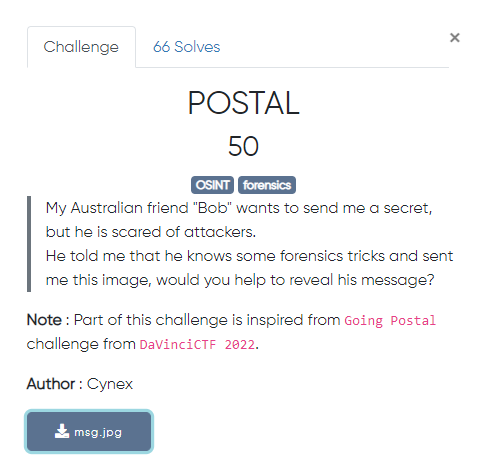 Challenge
66 Solves
×
POSTAL
50
OSINT forensics
My Australian friend "Bob" wants to send me a secret,
but he is scared of attackers.
He told me that he knows some forensics tricks and sent
me this image, would you help to reveal his message?
Note : Part of this challenge is inspired from Going Postal
challenge from DaVinciCTF 2022.
Author : Cynex
msg.jpg